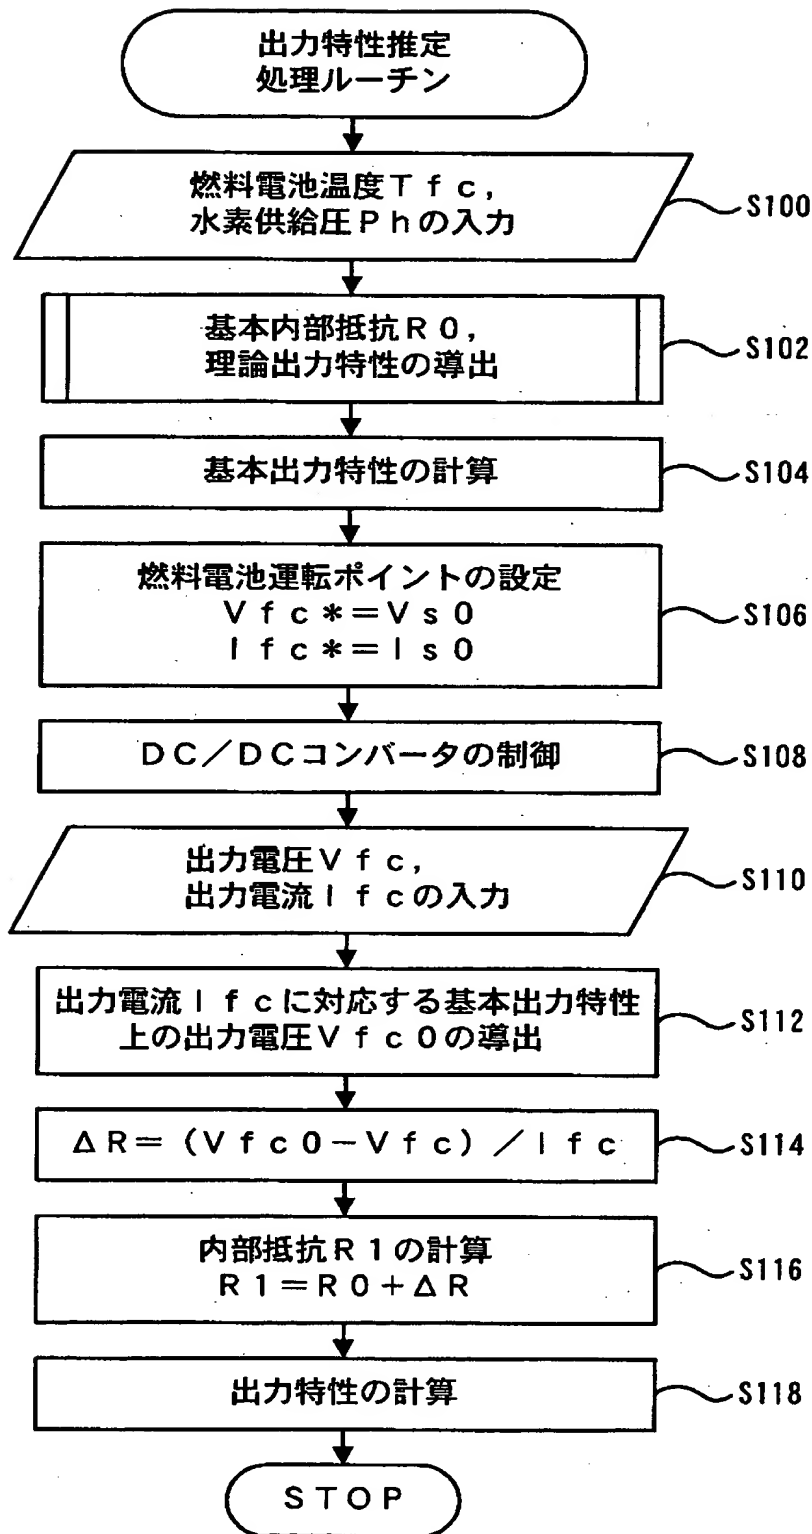 出力特性推定
処理ルーチン
燃料電池温度Ｔｆｃ，
水素供給圧Ｐｈの入力
S100
基本内部抵抗Ｒ０，
理論出力特性の導出
S102
基本出力特性の計算
S104
燃料電池運転ポイントの設定
Ｖｆｃ＊＝Ｖｓ０
Ｉｆｃ＊＝Ｉｓ０
S106
ＤＣ／ＤＣコンバータの制御
S108
出力電圧Ｖｆｃ，
出力電流Ｉｆｃの入力
S110
出力電流Ｉｆｃに対応する基本出力特性
上の出力電圧Ｖｆｃ０の導出
S112
ΔＲ＝（Ｖｆｃ０－Ｖｆｃ）／Ｉｆｃ
S114
内部抵抗Ｒ１の計算
Ｒ１＝Ｒ０＋ΔＲ
S116
出力特性の計算
S118
ＳＴＯＰ